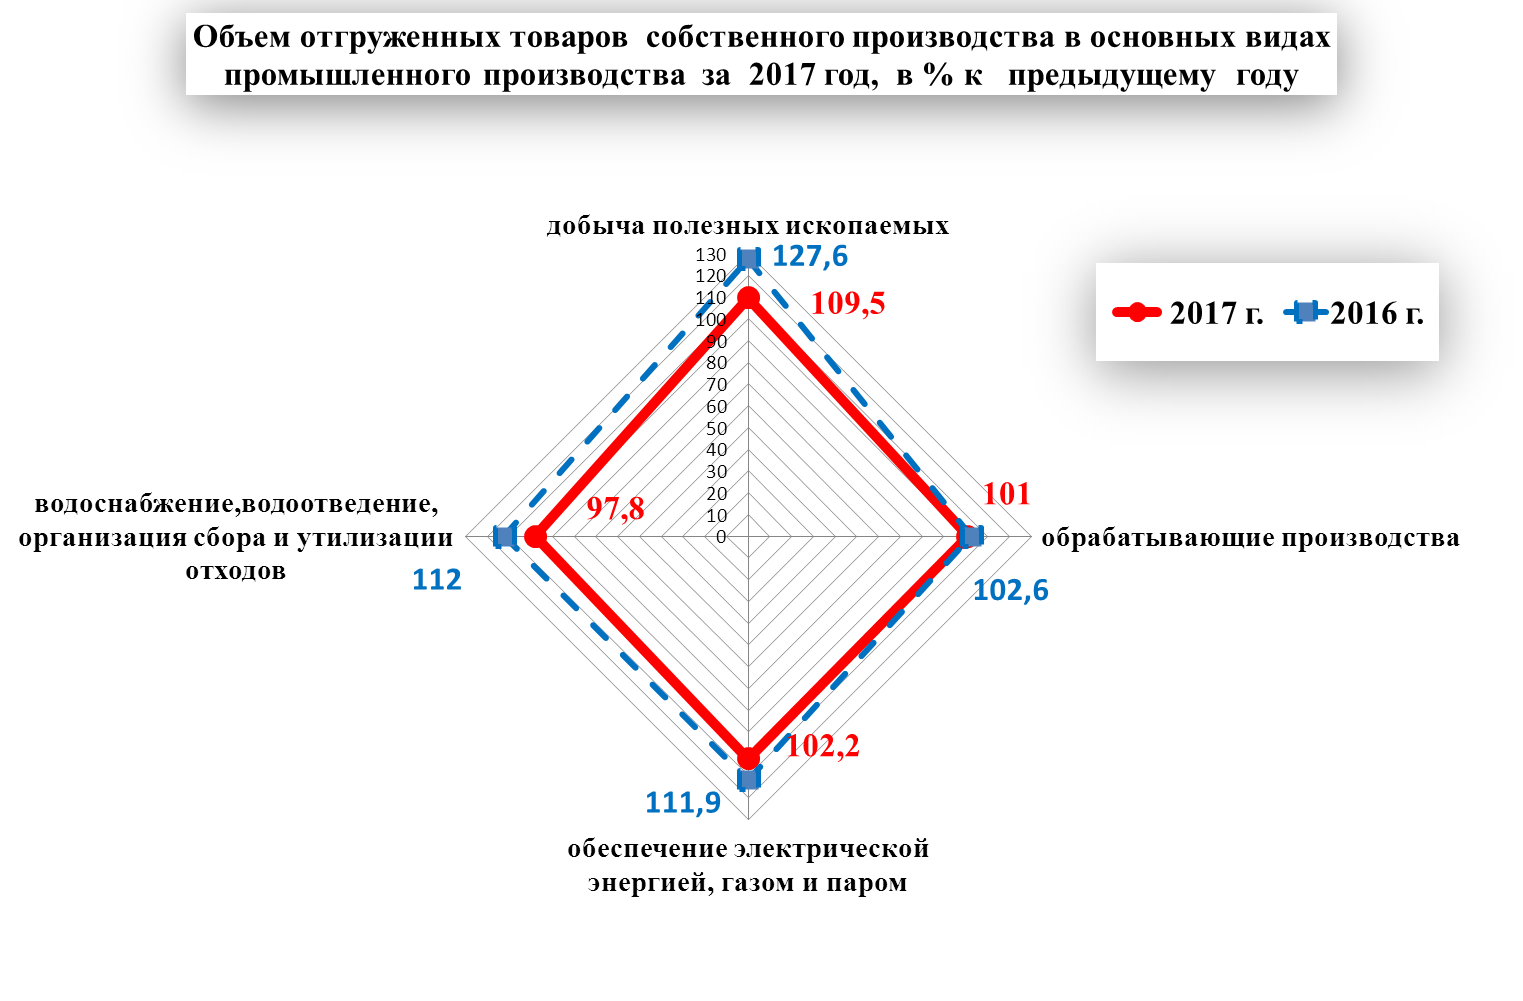 Объем отгруженных товаров собственного производства в основных видах
промышленного производства за 2017 год, в % к предыдущему году
добыча полезных ископаемых
130
127,6
120
110
109,5
100
90
80
70
60
50
40
30
20
10
0
2017 г.
2016 г.
101
обрабатывающие производства
102,6
97,8
водоснабжение,водоотведение,
организация сбора и утилизации
отходов
112
102,2
111,9
обеспечение электрической
энергией, газом и паром